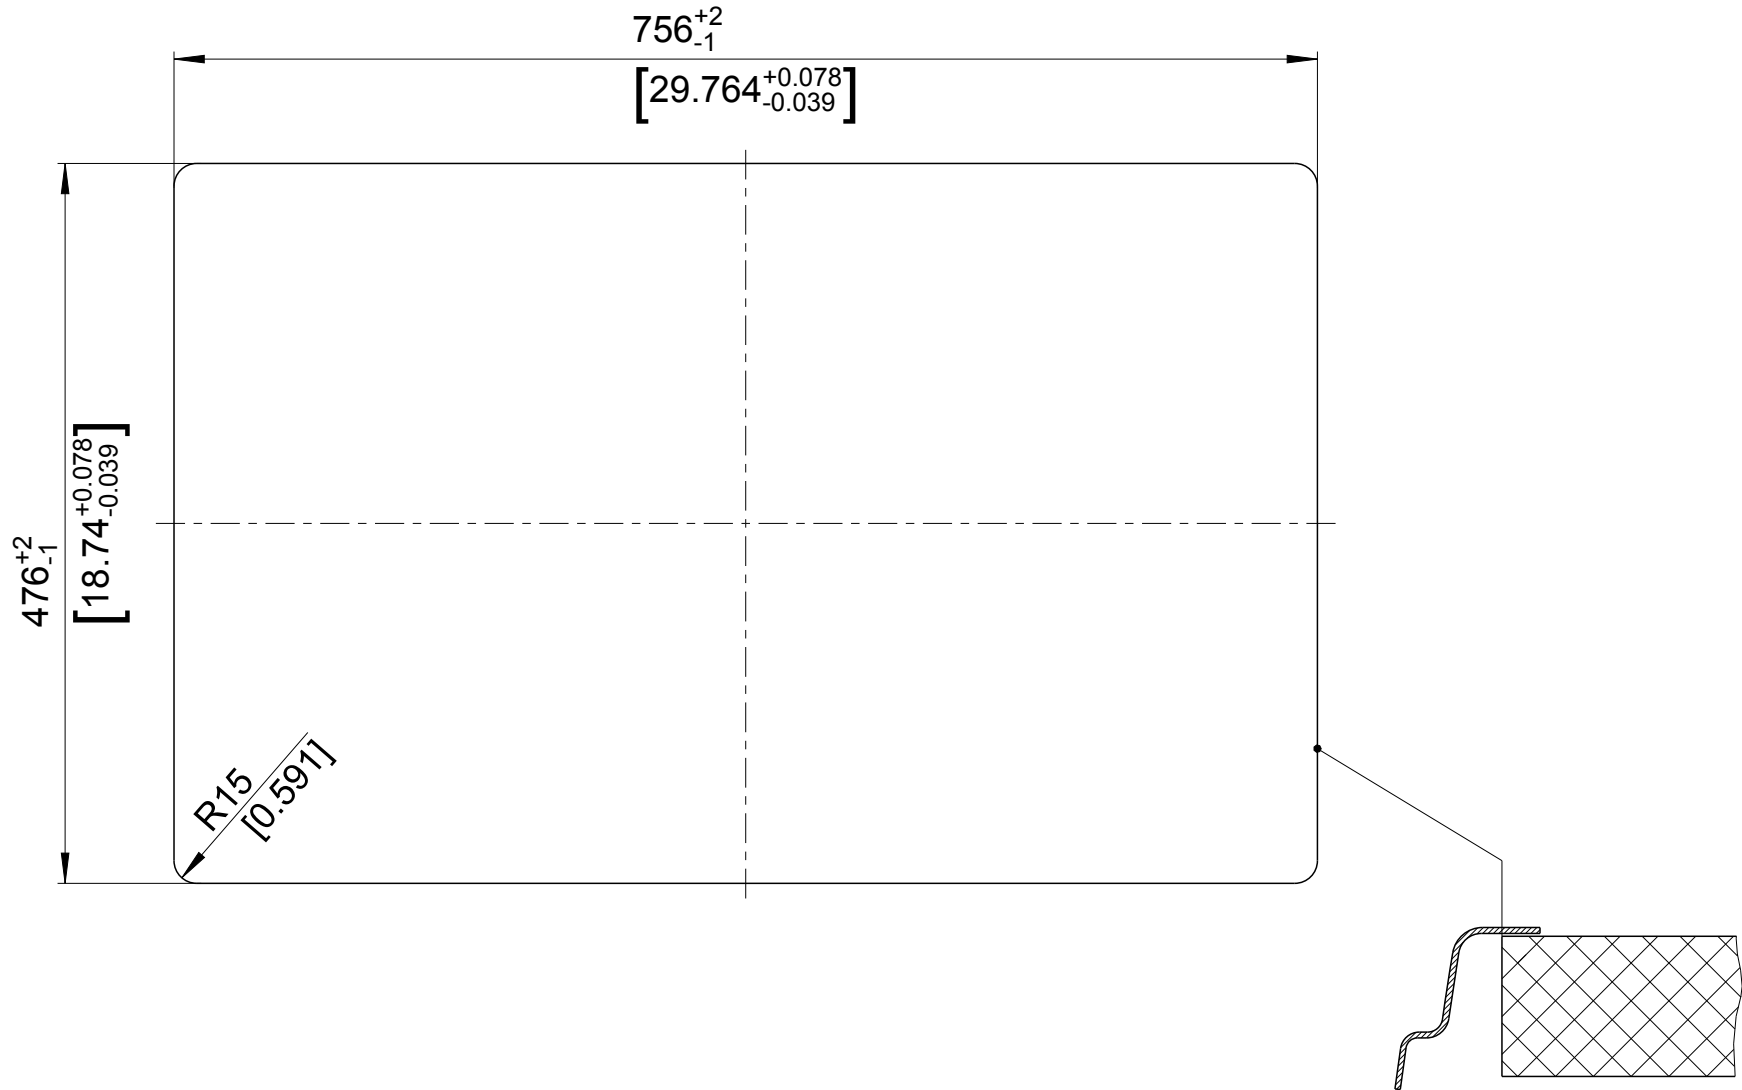 756 +2 -1
[29.764 +0.078 -0.039]
476 +2 -1
[18.74 +0.078 -0.039]
R15
[0.591]